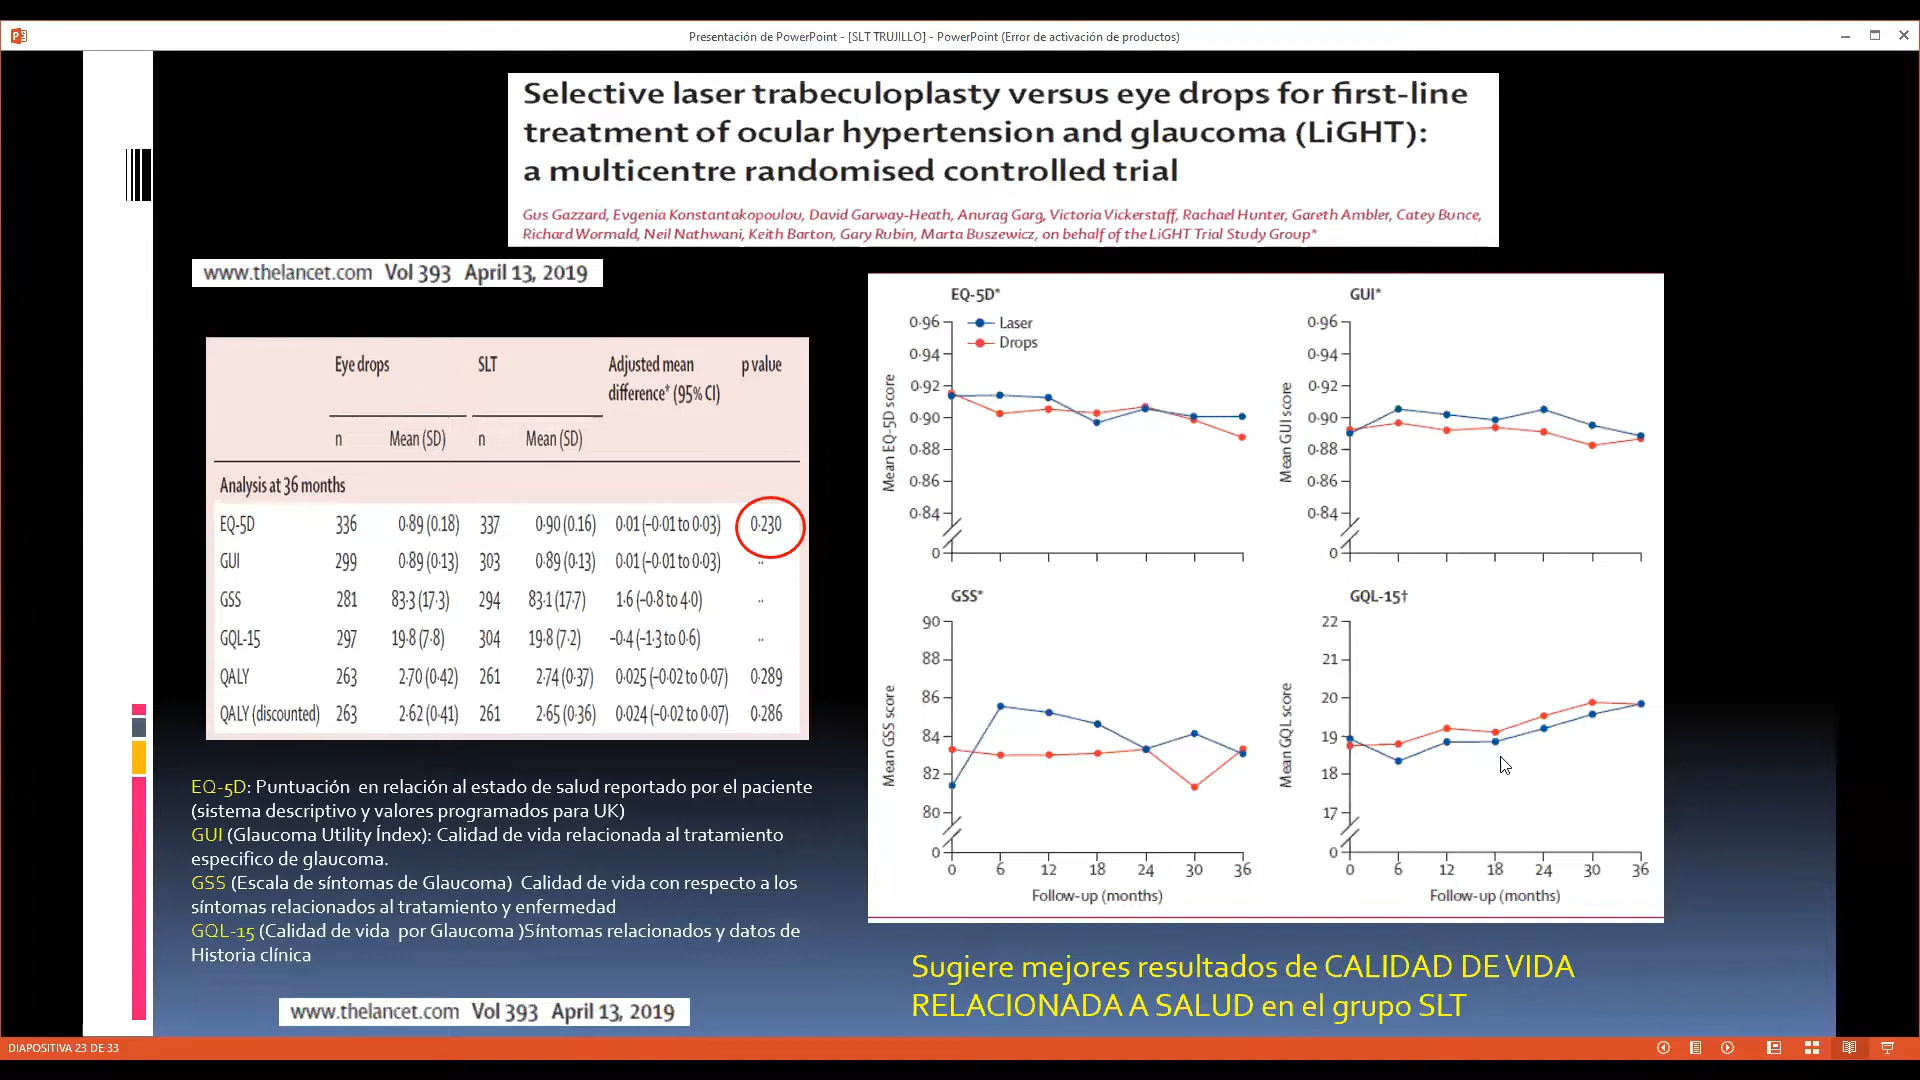 Presentación de PowerPoint - [SLT TRUJILLO] - PowerPoint (Error de activación de productos)
Selective laser trabeculoplasty versus eye drops for first-line
treatment of ocular hypertension and glaucoma (LiGHT):
a multicentre randomised controlled trial
Gus Gazzard, Evgenia Konstantakopoulou, David Garway-Heath, Anurag Garg, Victoria Vickerstaff, Rachael Hunter, Gareth Ambler, Catey Bunce,
Richard Wormald, Neil Nathwani, Keith Barton, Gary Rubin, Marta Buszewicz, on behalf of the LiGHT Trial Study Group*
www.thelancet.com Vol 393 April 13, 2019
Eye drops SLT Adjusted mean p value
difference* (95% CI)
n Mean (SD) n Mean (SD)
Analysis at 36 months
EQ-5D 336 0·89 (0.18) 337 0·90 (0.16) 0·01 (−0·01 to 0·03) 0·230
GUI 299 0·89 (0·13) 303 0·89 (0·13) 0·01 (−0·01 to 0·03) ··
GSS 281 83·3 (17·3) 294 83·1 (17·7) 1·6 (−0·8 to 4·0) ··
GQL-15 297 19·8 (7·8) 304 19·8 (7·2) −0·4 (−1·3 to 0·6) ··
QALY 263 2·70 (0·42) 261 2·74 (0·37) 0·025 (−0·02 to 0·07) 0·289
QALY (discounted) 263 2·62 (0·41) 261 2·65 (0·36) 0·024 (−0·02 to 0·07) 0·286
EQ-5D: Puntuación en relación al estado de salud reportado por el paciente
(sistema descriptivo y valores programados para UK)
GUI (Glaucoma Utility Índex): Calidad de vida relacionada al tratamiento
especifico de glaucoma.
GSS (Escala de síntomas de Glaucoma) Calidad de vida con respecto a los
síntomas relacionados al tratamiento y enfermedad
GQL-15 (Calidad de vida por Glaucoma )Síntomas relacionados y datos de
Historia clínica
www.thelancet.com Vol 393 April 13, 2019
EQ-5D*
Laser
Drops
Mean EQ-5D score
0·96
0·94
0·92
0·90
0·88
0·86
0·84
0
GUI*
Mean GUI score
0·96
0·94
0·92
0·90
0·88
0·86
0·84
0
GSS*
Mean GSS score
90
88
86
84
82
80
0
0 6 12 18 24 30 36
Follow-up (months)
GQL-15†
Mean GQL score
22
21
20
19
18
17
0
0 6 12 18 24 30 36
Follow-up (months)
Sugiere mejores resultados de CALIDAD DE VIDA
RELACIONADA A SALUD en el grupo SLT
DIAPOSITIVA 23 DE 33